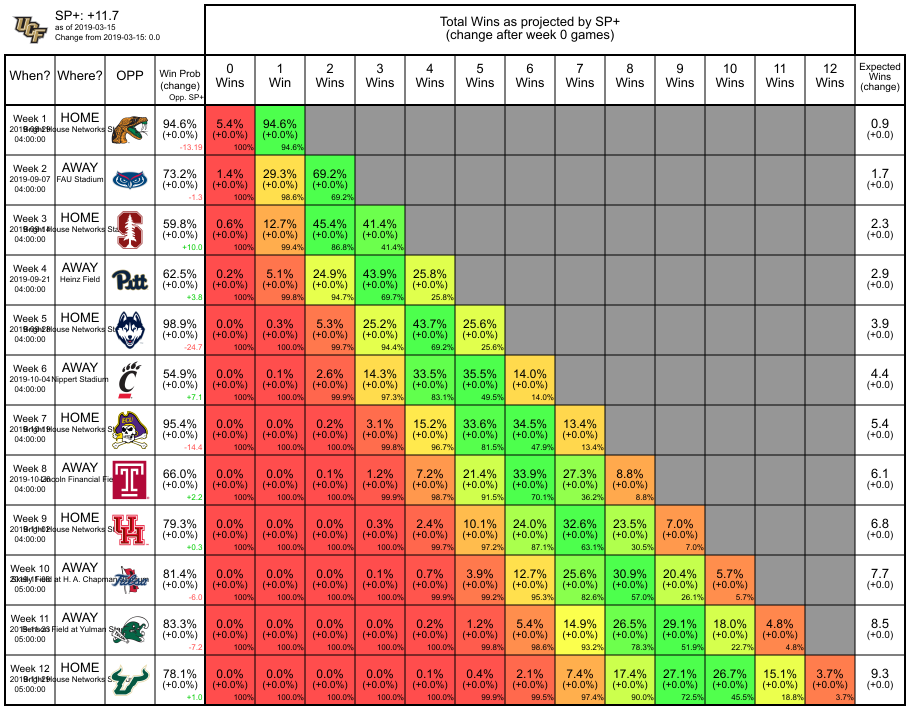 SP+: +11.7
as of 2019-03-15
Change from 2019-03-15: 0.0
Total Wins as projected by SP+
(change after week 0 games)
When? Where? OPP Win Prob (change) Opp. SP+ 0 Wins 1 Win 2 Wins 3 Wins 4 Wins 5 Wins 6 Wins 7 Wins 8 Wins 9 Wins 10 Wins 11 Wins 12 Wins Expected Wins (change)
Week 1 HOME 94.6% 5.4% 94.6% 0.9
House Networks (+0.0%) (+0.0%) (+0.0%) (+0.0)
04:00:00
-13.19 100% 94.6%
Week 2 AWAY 73.2% 1.4% 29.3% 69.2% 1.7
2019-09-07 FAU Stadium (+0.0%) (+0.0%) (+0.0%) (+0.0%) (+0.0)
04:00:00
-1.3 100% 98.6% 69.2%
Week 3 HOME 59.8% 0.6% 12.7% 45.4% 41.4% 2.3
House Networks (+0.0%) (+0.0%) (+0.0%) (+0.0%) (+0.0%) (+0.0)
04:00:00
+10.0 100% 99.4% 86.8% 41.4%
Week 4 AWAY Pitt 62.5% 0.2% 5.1% 24.9% 43.9% 25.8% 2.9
2019-09-21 Heinz Field (+0.0%) (+0.0%) (+0.0%) (+0.0%) (+0.0%) (+0.0%) (+0.0)
04:00:00
+3.8 100% 99.8% 94.7% 69.7% 25.8%
Week 5 HOME 98.9% 0.0% 0.3% 5.3% 25.2% 43.7% 25.6% 3.9
House Networks (+0.0%) (+0.0%) (+0.0%) (+0.0%) (+0.0%) (+0.0%) (+0.0%) (+0.0)
04:00:00
-24.7 100% 100.0% 99.7% 94.4% 69.2% 25.6%
Week 6 AWAY 54.9% 0.0% 0.1% 2.6% 14.3% 33.5% 35.5% 14.0% 4.4
2019-10-04 Nippert Stadium (+0.0%) (+0.0%) (+0.0%) (+0.0%) (+0.0%) (+0.0%) (+0.0%) (+0.0%) (+0.0)
04:00:00
+7.1 100% 100.0% 99.9% 97.3% 83.1% 49.5% 14.0%
Week 7 HOME 95.4% 0.0% 0.0% 0.2% 3.1% 15.2% 33.6% 34.5% 13.4% 5.4
House Networks (+0.0%) (+0.0%) (+0.0%) (+0.0%) (+0.0%) (+0.0%) (+0.0%) (+0.0%) (+0.0%) (+0.0)
04:00:00
-14.4 100% 100.0% 100.0% 99.8% 96.7% 81.5% 47.9% 13.4%
Week 8 AWAY 66.0% 0.0% 0.0% 0.1% 1.2% 7.2% 21.4% 33.9% 27.3% 8.8% 6.1
Financial (+0.0%) (+0.0%) (+0.0%) (+0.0%) (+0.0%) (+0.0%) (+0.0%) (+0.0%) (+0.0%) (+0.0%) (+0.0)
04:00:00
+2.2 100% 100.0% 100.0% 99.9% 98.7% 91.5% 70.1% 36.2% 8.8%
Week 9 HOME 79.3% 0.0% 0.0% 0.0% 0.3% 2.4% 10.1% 24.0% 32.6% 23.5% 7.0% 6.8
House Networks (+0.0%) (+0.0%) (+0.0%) (+0.0%) (+0.0%) (+0.0%) (+0.0%) (+0.0%) (+0.0%) (+0.0%) (+0.0%) (+0.0)
04:00:00
+0.3 100% 100.0% 100.0% 100.0% 99.7% 97.2% 87.1% 63.1% 30.5% 7.0%
Week 10 AWAY 81.4% 0.0% 0.0% 0.0% 0.1% 0.7% 3.9% 12.7% 25.6% 30.9% 20.4% 5.7% 7.7
at H. A. (+0.0%) (+0.0%) (+0.0%) (+0.0%) (+0.0%) (+0.0%) (+0.0%) (+0.0%) (+0.0%) (+0.0%) (+0.0%) (+0.0%) (+0.0)
05:00:00
-6.0 100% 100.0% 100.0% 100.0% 99.9% 99.2% 95.3% 82.6% 57.0% 26.1% 5.7%
Week 11 AWAY 83.3% 0.0% 0.0% 0.0% 0.0% 0.2% 1.2% 5.4% 14.9% 26.5% 29.1% 18.0% 4.8% 8.5
Field at Yulman (+0.0%) (+0.0%) (+0.0%) (+0.0%) (+0.0%) (+0.0%) (+0.0%) (+0.0%) (+0.0%) (+0.0%) (+0.0%) (+0.0%) (+0.0%) (+0.0)
05:00:00
-7.2 100% 100.0% 100.0% 100.0% 100.0% 99.8% 98.6% 93.2% 78.3% 51.9% 22.7% 4.8%
Week 12 HOME 78.1% 0.0% 0.0% 0.0% 0.0% 0.1% 0.4% 2.1% 7.4% 17.4% 27.1% 26.7% 15.1% 3.7% 9.3
House Networks (+0.0%) (+0.0%) (+0.0%) (+0.0%) (+0.0%) (+0.0%) (+0.0%) (+0.0%) (+0.0%) (+0.0%) (+0.0%) (+0.0%) (+0.0%) (+0.0%) (+0.0)
05:00:00
+1.0 100% 100.0% 100.0% 100.0% 100.0% 99.9% 99.5% 97.4% 90.0% 72.5% 45.5% 18.8% 3.7%